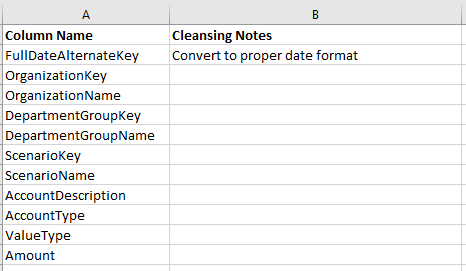 A B
Column Name Cleansing Notes
FullDateAlternateKey Convert to proper date format
OrganizationKey
OrganizationName
DepartmentGroupKey
DepartmentGroupName
ScenarioKey
ScenarioName
AccountDescription
AccountType
ValueType
Amount